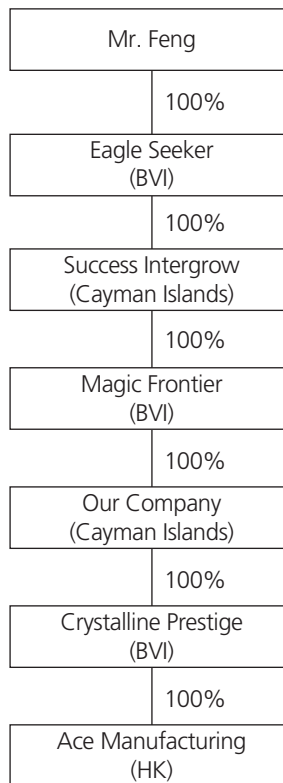 Mr. Feng
100%
Eagle Seeker
(BVI)
100%
Success Intergrow
(Cayman Islands)
100%
Magic Frontier
(BVI)
100%
Our Company
(Cayman Islands)
100%
Crystalline Prestige
(BVI)
100%
Ace Manufacturing
(HK)